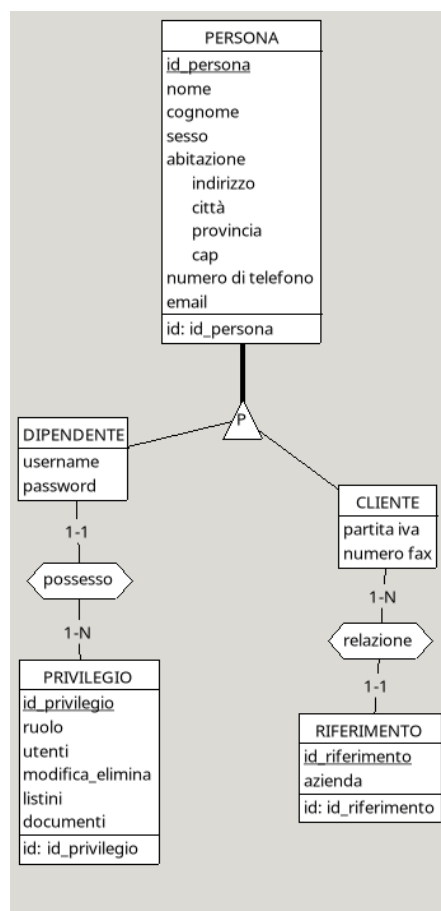 PERSONA
id_persona
nome
cognome
sesso
abitazione
indirizzo
città
provincia
cap
numero di telefono
email
id: id_persona
P
DIPENDENTE
username
password
1-1
possesso
1-N
PRIVILEGIO
id_privilegio
ruolo
utenti
modifica_elimina
listini
documenti
id: id_privilegio
CLIENTE
partita iva
numero fax
1-N
relazione
1-1
RIFERIMENTO
id_riferimento
azienda
id: id_riferimento